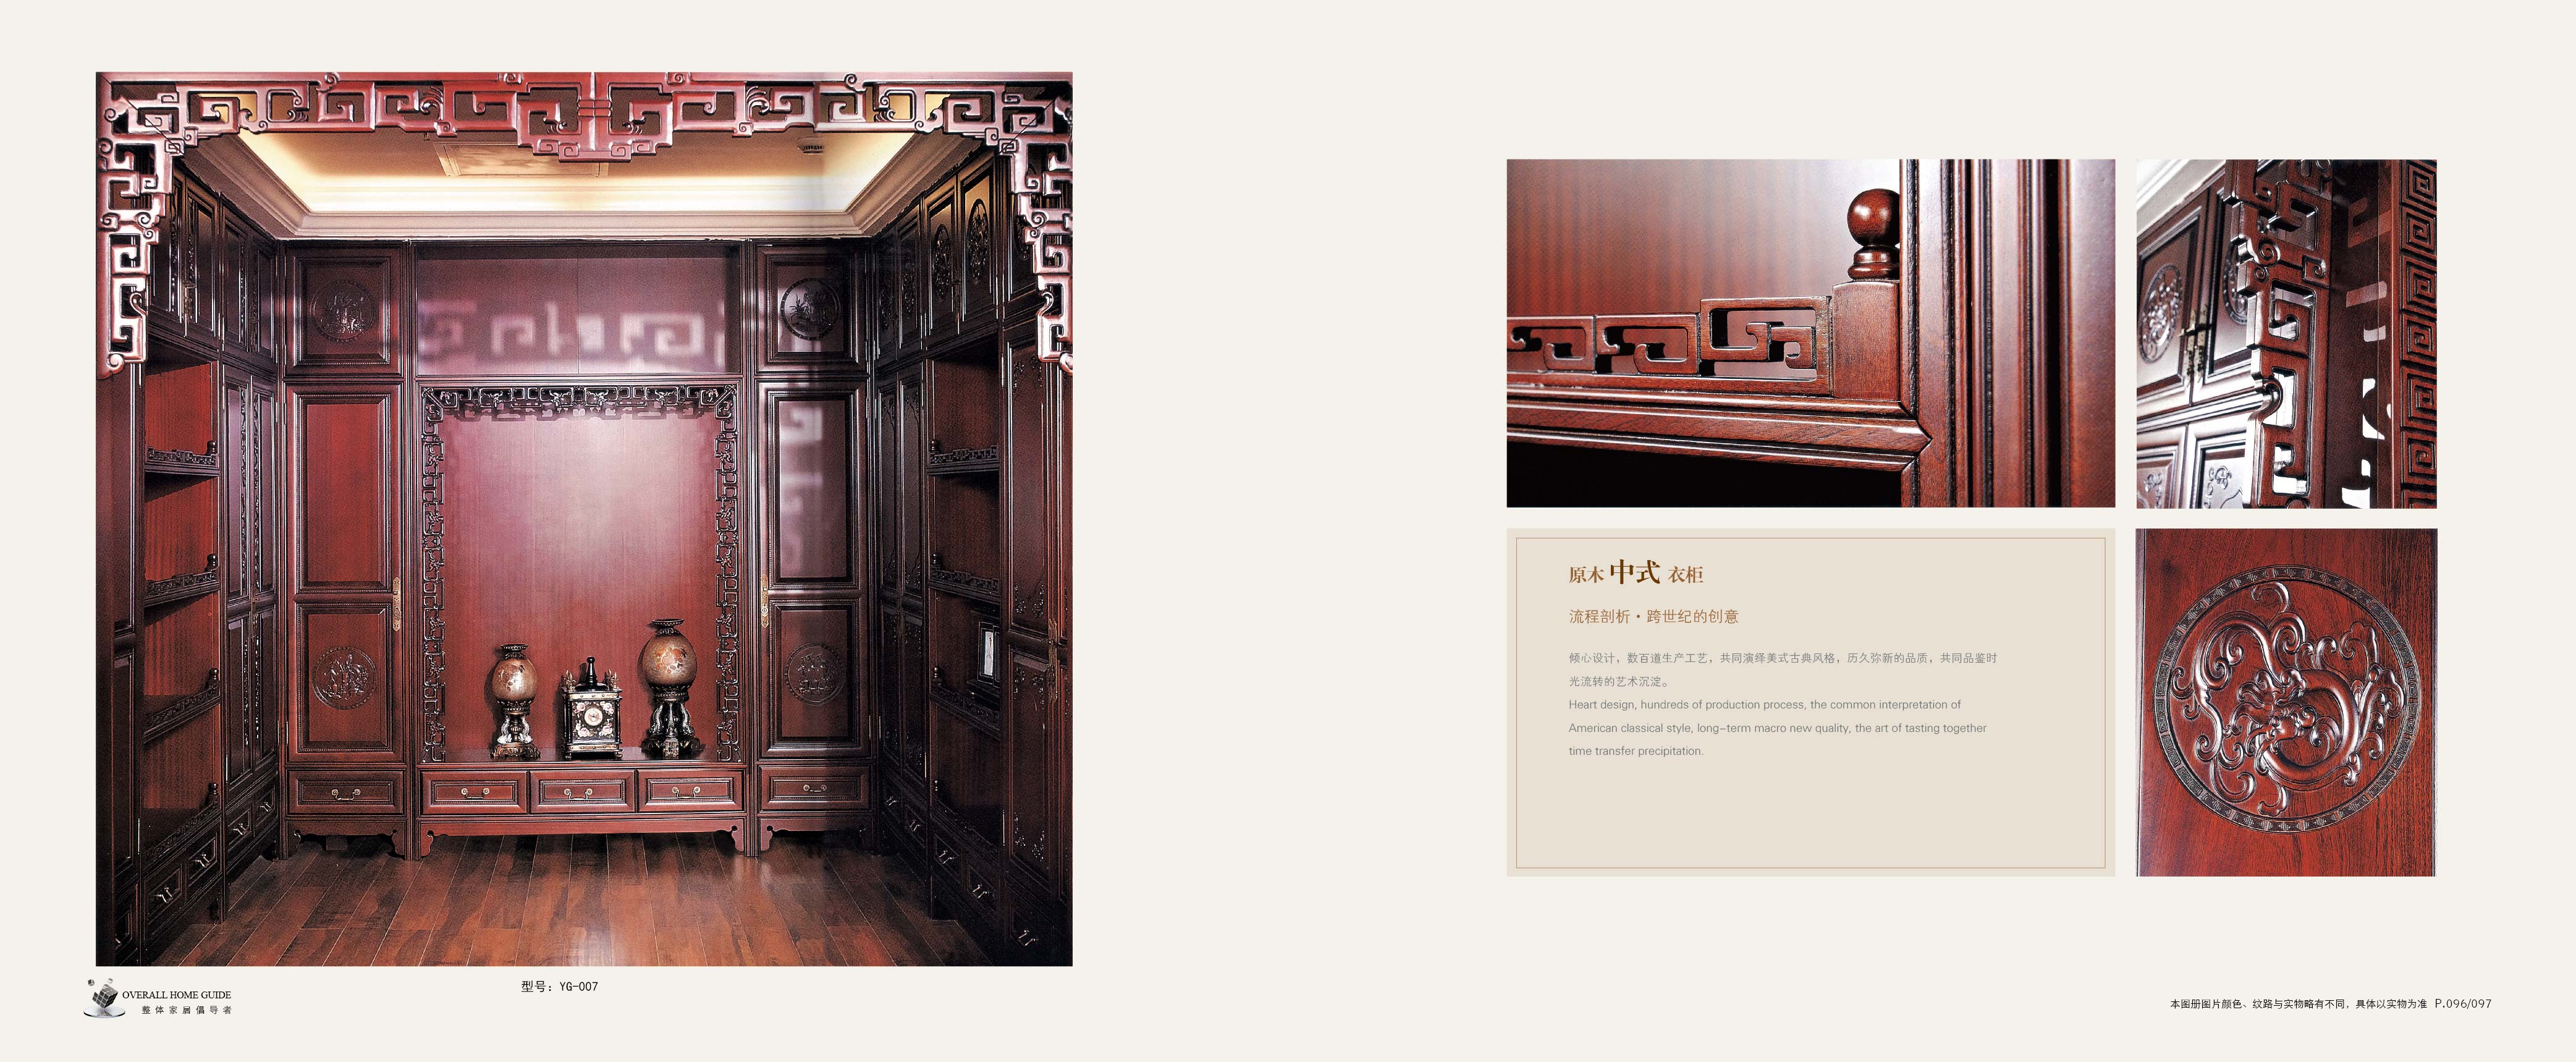 OVERALL HOME GUIDE
整体家居倡导者
型号：YG-007
原木 中式 衣柜
流程剖析·跨世纪的创意
倾心设计，数百道生产工艺，共同演绎美式古典风格，历久弥新的品质，共同品鉴时
光流转的艺术沉淀。
Heart design, hundreds of production process, the common interpretation of
American classical style, long-term macro new quality, the art of tasting together
time transfer precipitation.
本图册图片颜色、纹路与实物略有不同，具体以实物为准 P.096/097